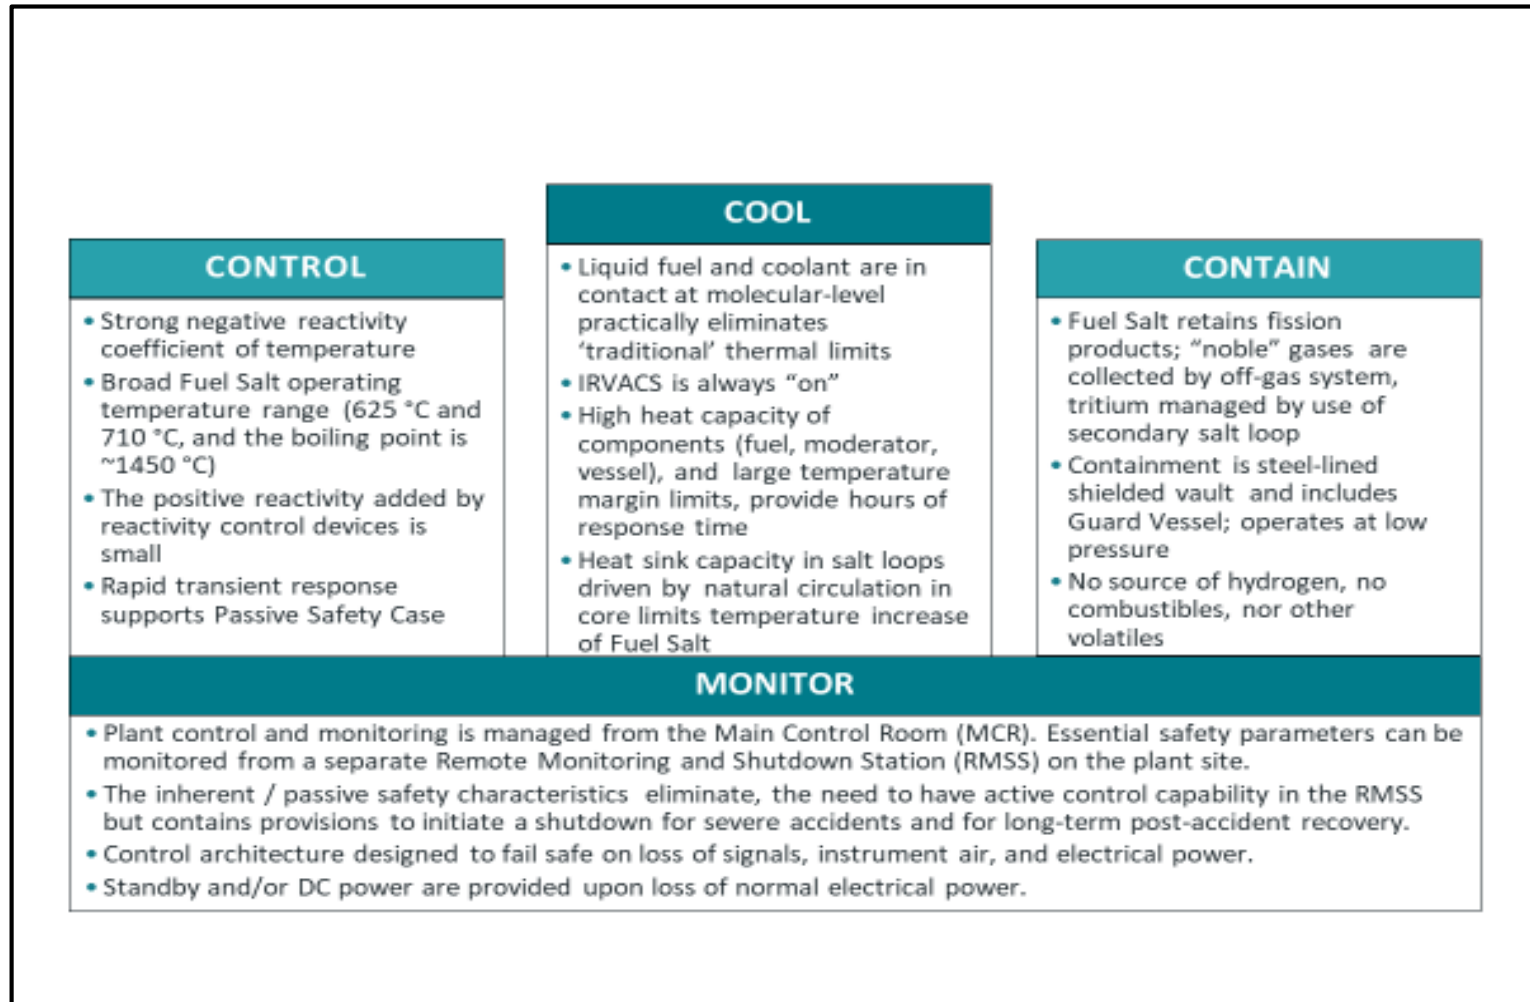 CONTROL
• Strong negative reactivity
coefficient of temperature
• Broad Fuel Salt operating
temperature range (625 °C and
710 °C, and the boiling point is
~1450 °C)
• The positive reactivity added by
reactivity control devices is
small
• Rapid transient response
supports Passive Safety Case
COOL
• Liquid fuel and coolant are in
contact at molecular-level
practically eliminates
‘traditional’ thermal limits
• IRVACS is always “on”
• High heat capacity of
components (fuel, moderator,
vessel), and large temperature
margin limits, provide hours of
response time
• Heat sink capacity in salt loops
driven by natural circulation in
core limits temperature increase
of Fuel Salt
CONTAIN
• Fuel Salt retains fission
products; “noble” gases are
collected by off-gas system,
tritium managed by use of
secondary salt loop
• Containment is steel-lined
shielded vault and includes
Guard Vessel; operates at low
pressure
• No source of hydrogen, no
combustibles, nor other
volatiles
MONITOR
• Plant control and monitoring is managed from the Main Control Room (MCR). Essential safety parameters can be
monitored from a separate Remote Monitoring and Shutdown Station (RMSS) on the plant site.
• The inherent / passive safety characteristics eliminate, the need to have active control capability in the RMSS
but contains provisions to initiate a shutdown for severe accidents and for long-term post-accident recovery.
• Control architecture designed to fail safe on loss of signals, instrument air, and electrical power.
• Standby and/or DC power are provided upon loss of normal electrical power.